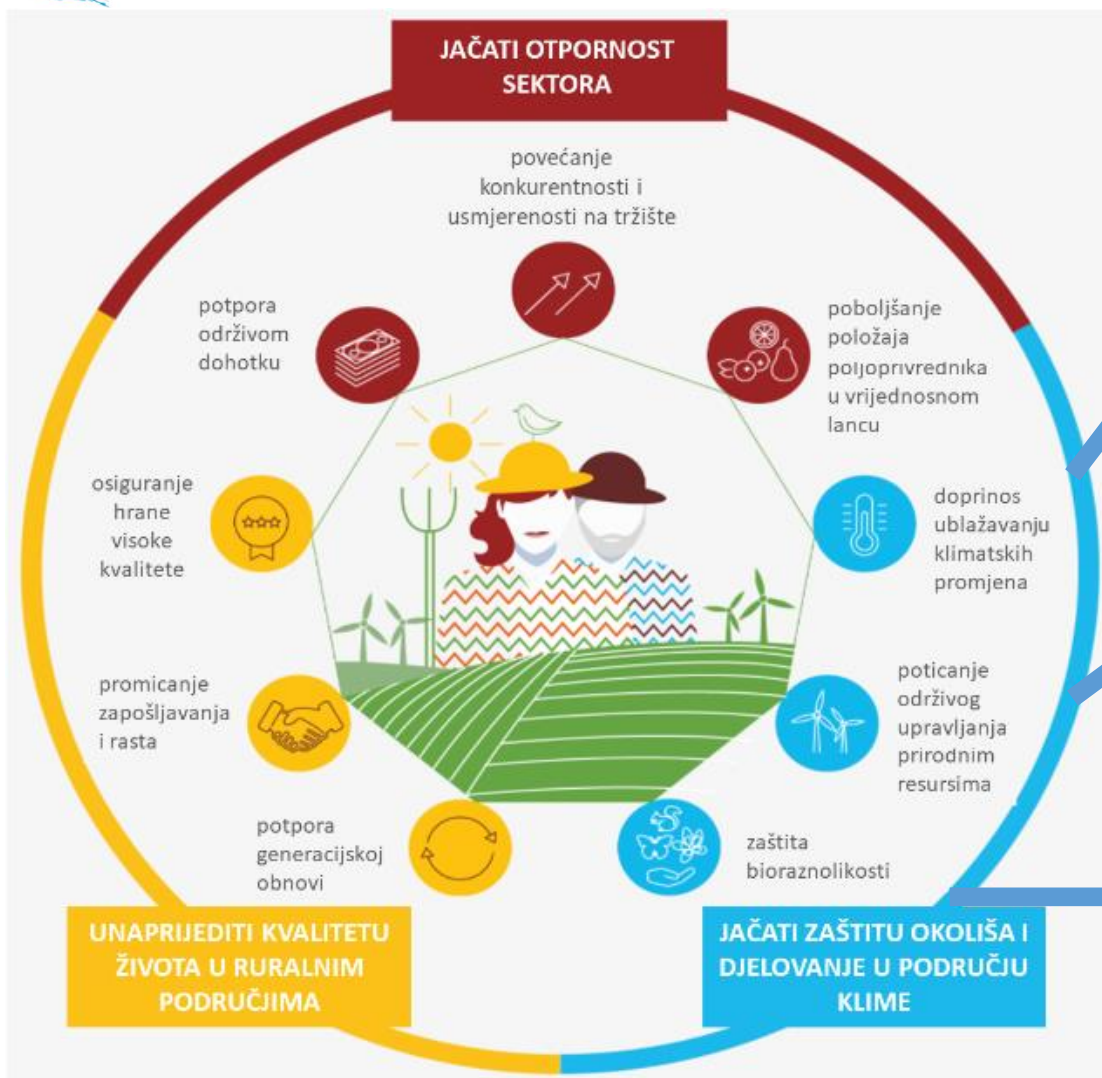 JAČATI OTPORNOST
SEKTORA
povećanje
konkurentnosti i
usmjerenosti na tržište
potpora
održivom
dohotku
poboljšanje
položaja
poljoprivrednika
u vrijednosnom
lancu
osiguranje
hrane
visoke
kvalitete
doprinos
ublažavanju
klimatskih
promjena
promicanje
zapošljavanja
i rasta
poticanje
održivog
upravljanja
prirodnim
resursima
potpora
generacijskoj
obnovi
zaštita
bioraznolikosti
UNAPRIJEDITI KVALITETU
ŽIVOTA U RURALNIM
PODRUČJIMA
JAČATI ZAŠTITU OKOLIŠA I
DJELOVANJE U PODRUČJU
KLIME